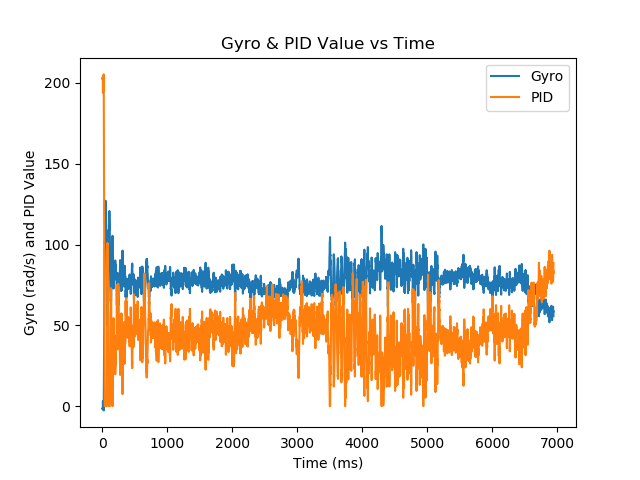 Gyro & PID Value vs Time
Gyro
PID
Gyro (rad/s) and PID Value
200
150
100
50
0
0 1000 2000 3000 4000 5000 6000 7000
Time (ms)